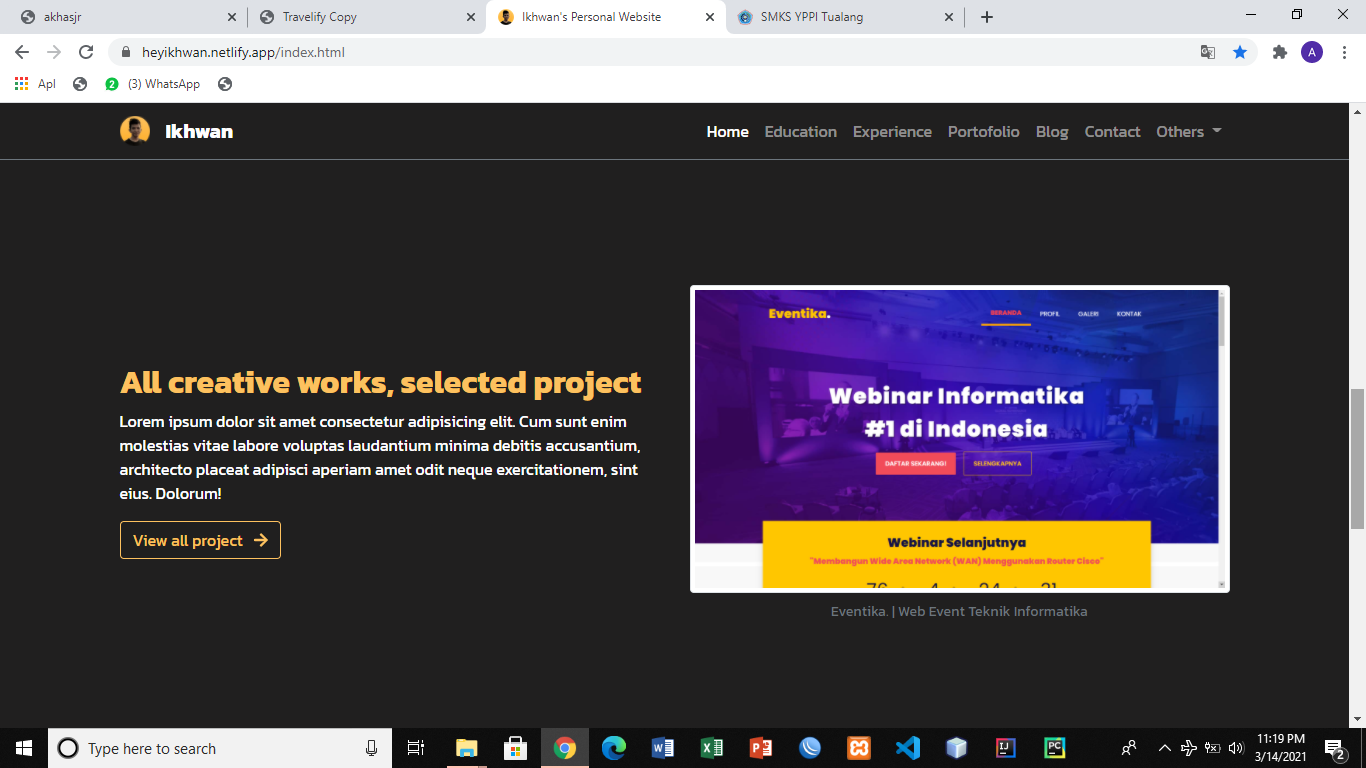 akhasjr
Travelify Copy
Ikhwan's Personal Website
SMKS YPPI Tualang
heyikhwan.netlify.app/index.html
A
Apl
2
(3) WhatsApp
Ikhwan
Home Education Experience Portofolio Blog Contact Others
All creative works, selected project
Lorem ipsum dolor sit amet consectetur adipisicing elit. Cum sunt enim
molestias vitae labore voluptas laudantium minima debitis accusantium,
architecto placeat adipisci aperiam amet odit neque exercitationem, sint
eius. Dolorum!
View all project
Eventika.
BERANDA PROFIL GALERI KONTAK
Webinar Informatika
#1 di Indonesia
DAFTAR SEKARANG! SELENGKAPNYA
Webinar Selanjutnya
"Membangun Wide Area Network (WAN) Menggunakan Router Cisco"
Eventika. | Web Event Teknik Informatika
Type here to search
W
X
P
IJ
PC
11:19 PM
3/14/2021
2